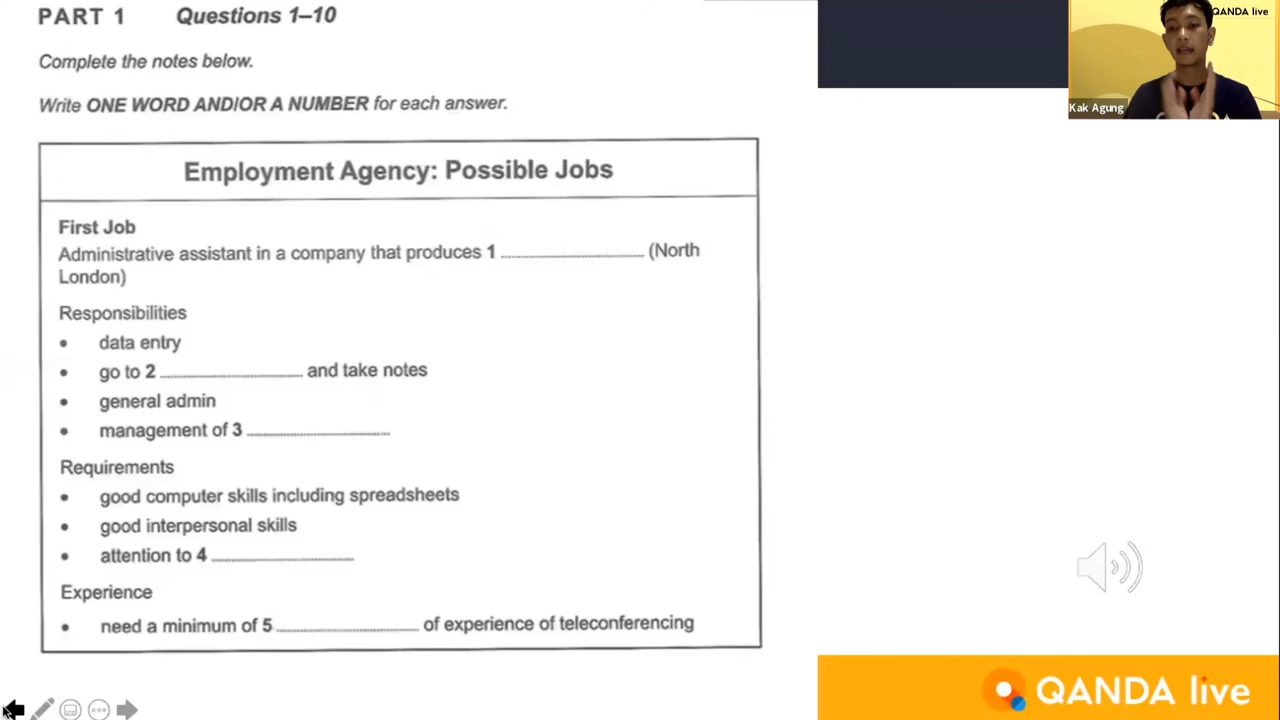 PART 1 Questions 1–10
Complete the notes below.
Write ONE WORD AND/OR A NUMBER for each answer.
Employment Agency: Possible Jobs
First Job
Administrative assistant in a company that produces 1 .............................. (North
London)
Responsibilities
• data entry
• go to 2 .............................. and take notes
• general admin
• management of 3 ..............................
Requirements
• good computer skills including spreadsheets
• good interpersonal skills
• attention to 4 ..............................
Experience
• need a minimum of 5 .............................. of experience of teleconferencing
QANDA live
Kak Agung
QANDA live